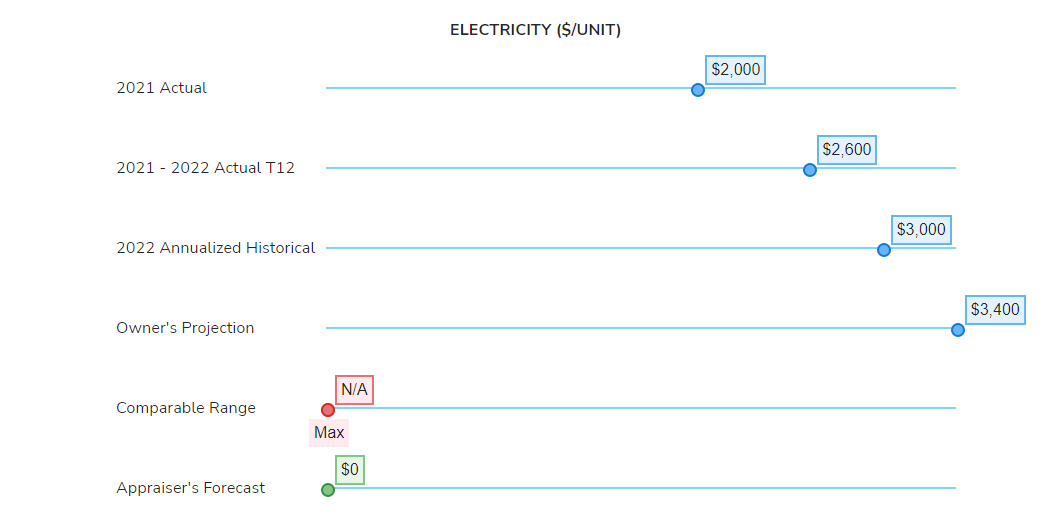 ELECTRICITY ($/UNIT)
2021 Actual
$2,000
2021 - 2022 Actual T12
$2,600
2022 Annualized Historical
$3,000
Owner's Projection
$3,400
Comparable Range
N/A
Max
Appraiser's Forecast
$0